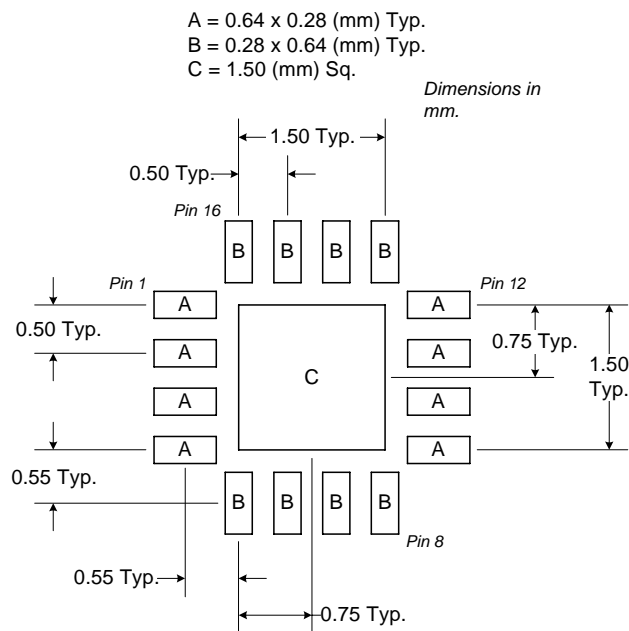 A = 0.64 x 0.28 (mm) Typ.
B = 0.28 x 0.64 (mm) Typ.
C = 1.50 (mm) Sq.
Dimensions in
mm.
1.50 Typ.
0.50 Typ.
Pin 16
B B B B
Pin 1
Pin 12
A
A
0.50 Typ.
0.75 Typ.
A
A
1.50
Typ.
C
A
A
A
A
0.55 Typ.
B B B B
Pin 8
0.55 Typ.
0.75 Typ.